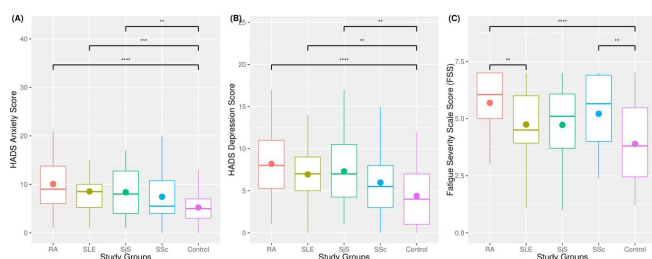 (A)
HADS Anxiety Score
20
10
0
**
***
****
RA SLE SjS SSc Control
Study Groups
(B)
HADS Depression Score
25
20
15
10
5
0
**
**
****
RA SLE SjS SSc Control
Study Groups
(C)
Fatigue Severity Scale Score (FSS)
7.5
5.0
2.5
0.0
****
**
**
RA SLE SjS SSc Control
Study Groups